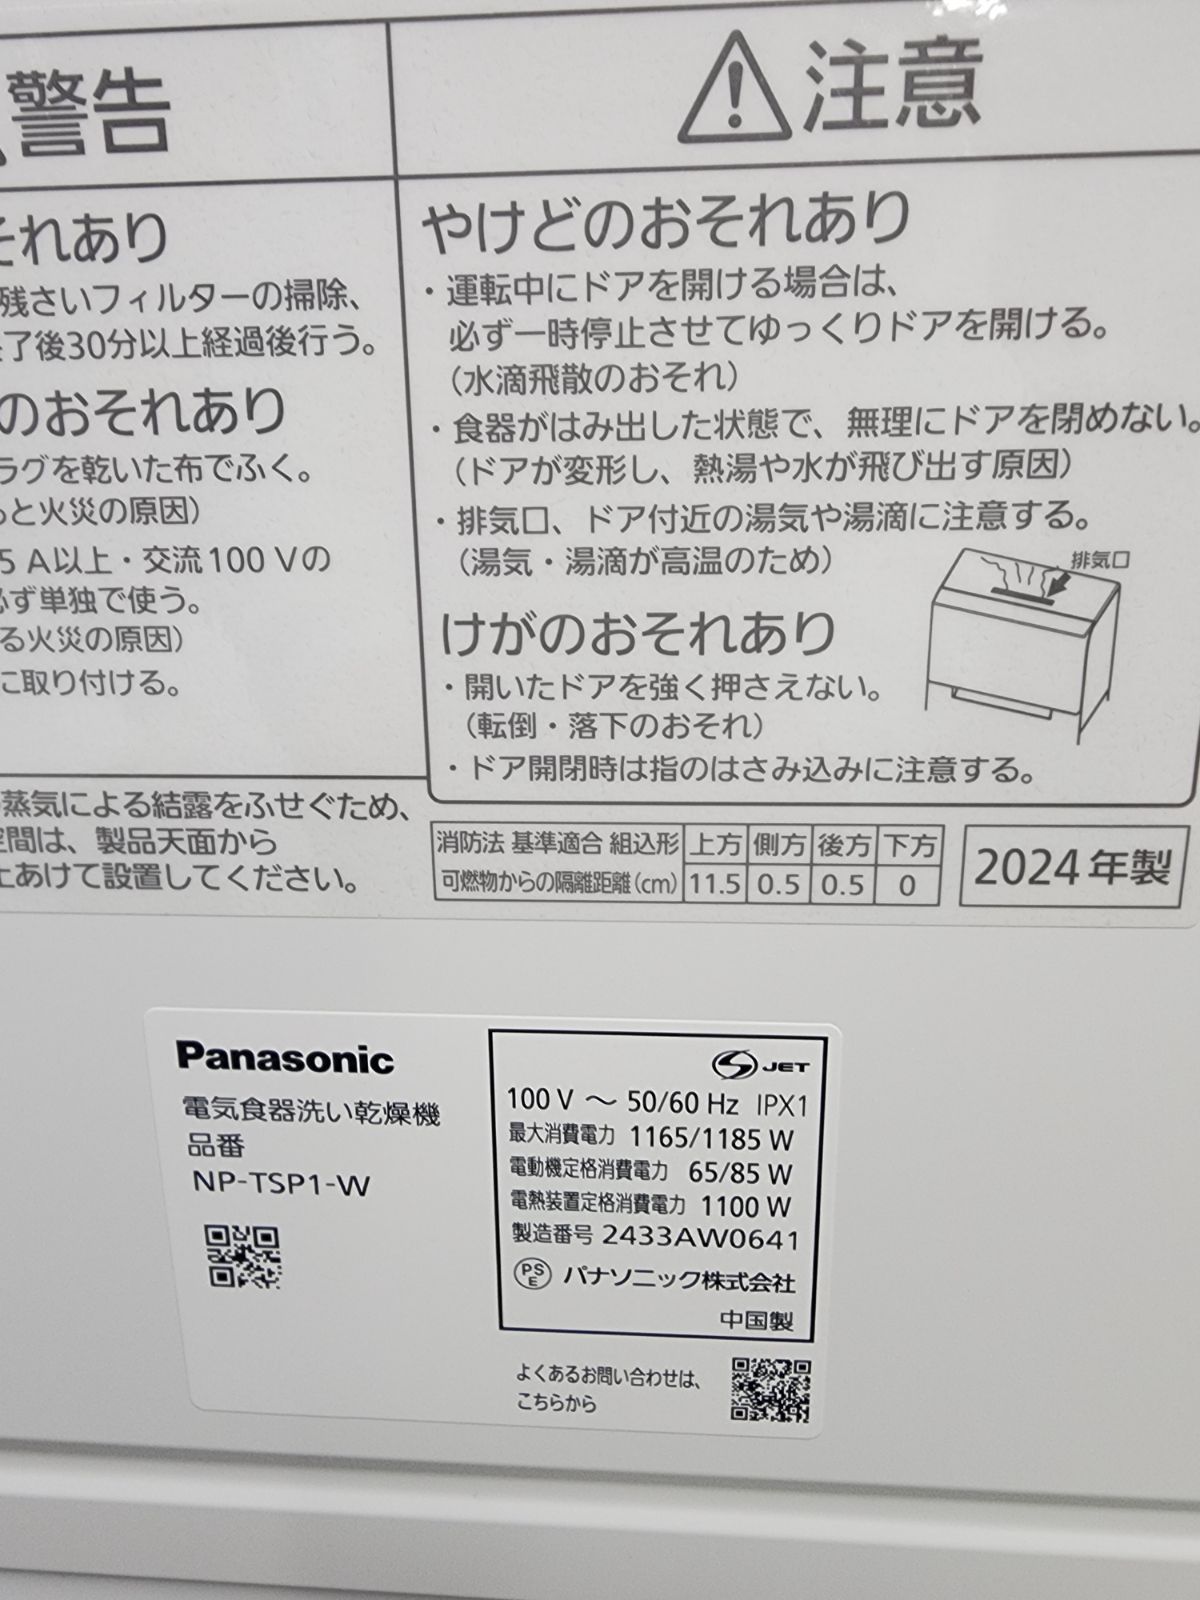 警告
それあり
残さいフィルターの掃除、
了後30分以上経過後行う。
のおそれあり
ラグを乾いた布でふく。
と火災の原因）
5 A以上・交流100 Vの
必ず単独で使う。
る火災の原因）
に取り付ける。
蒸気による結露をふせぐため、
空間は、製品天面から
上あけて設置してください。
注意
やけどのおそれあり
・運転中にドアを開ける場合は、
必ず一時停止させてゆっくりドアを開ける。
（水滴飛散のおそれ）
・食器がはみ出した状態で、無理にドアを閉めない。
（ドアが変形し、熱湯や水が飛び出す原因）
・排気口、ドア付近の湯気や湯滴に注意する。
（湯気・湯滴が高温のため）
排気口
けがのおそれあり
・開いたドアを強く押さえない。
（転倒・落下のおそれ）
・ドア開閉時は指のはさみ込みに注意する。
消防法 基準適合 組込形 上方 側方 後方 下方
可燃物からの隔離距離(cm) 11.5 0.5 0.5 0
2024年製
Panasonic
電気食器洗い乾燥機
品番
NP-TSP1-W
S JET
100 V ～ 50/60 Hz IPX1
最大消費電力 1165/1185 W
電動機定格消費電力 65/85 W
電熱装置定格消費電力 1100 W
製造番号 2433AW0641
PSE パナソニック株式会社
中国製
よくあるお問い合わせは、
こちらから